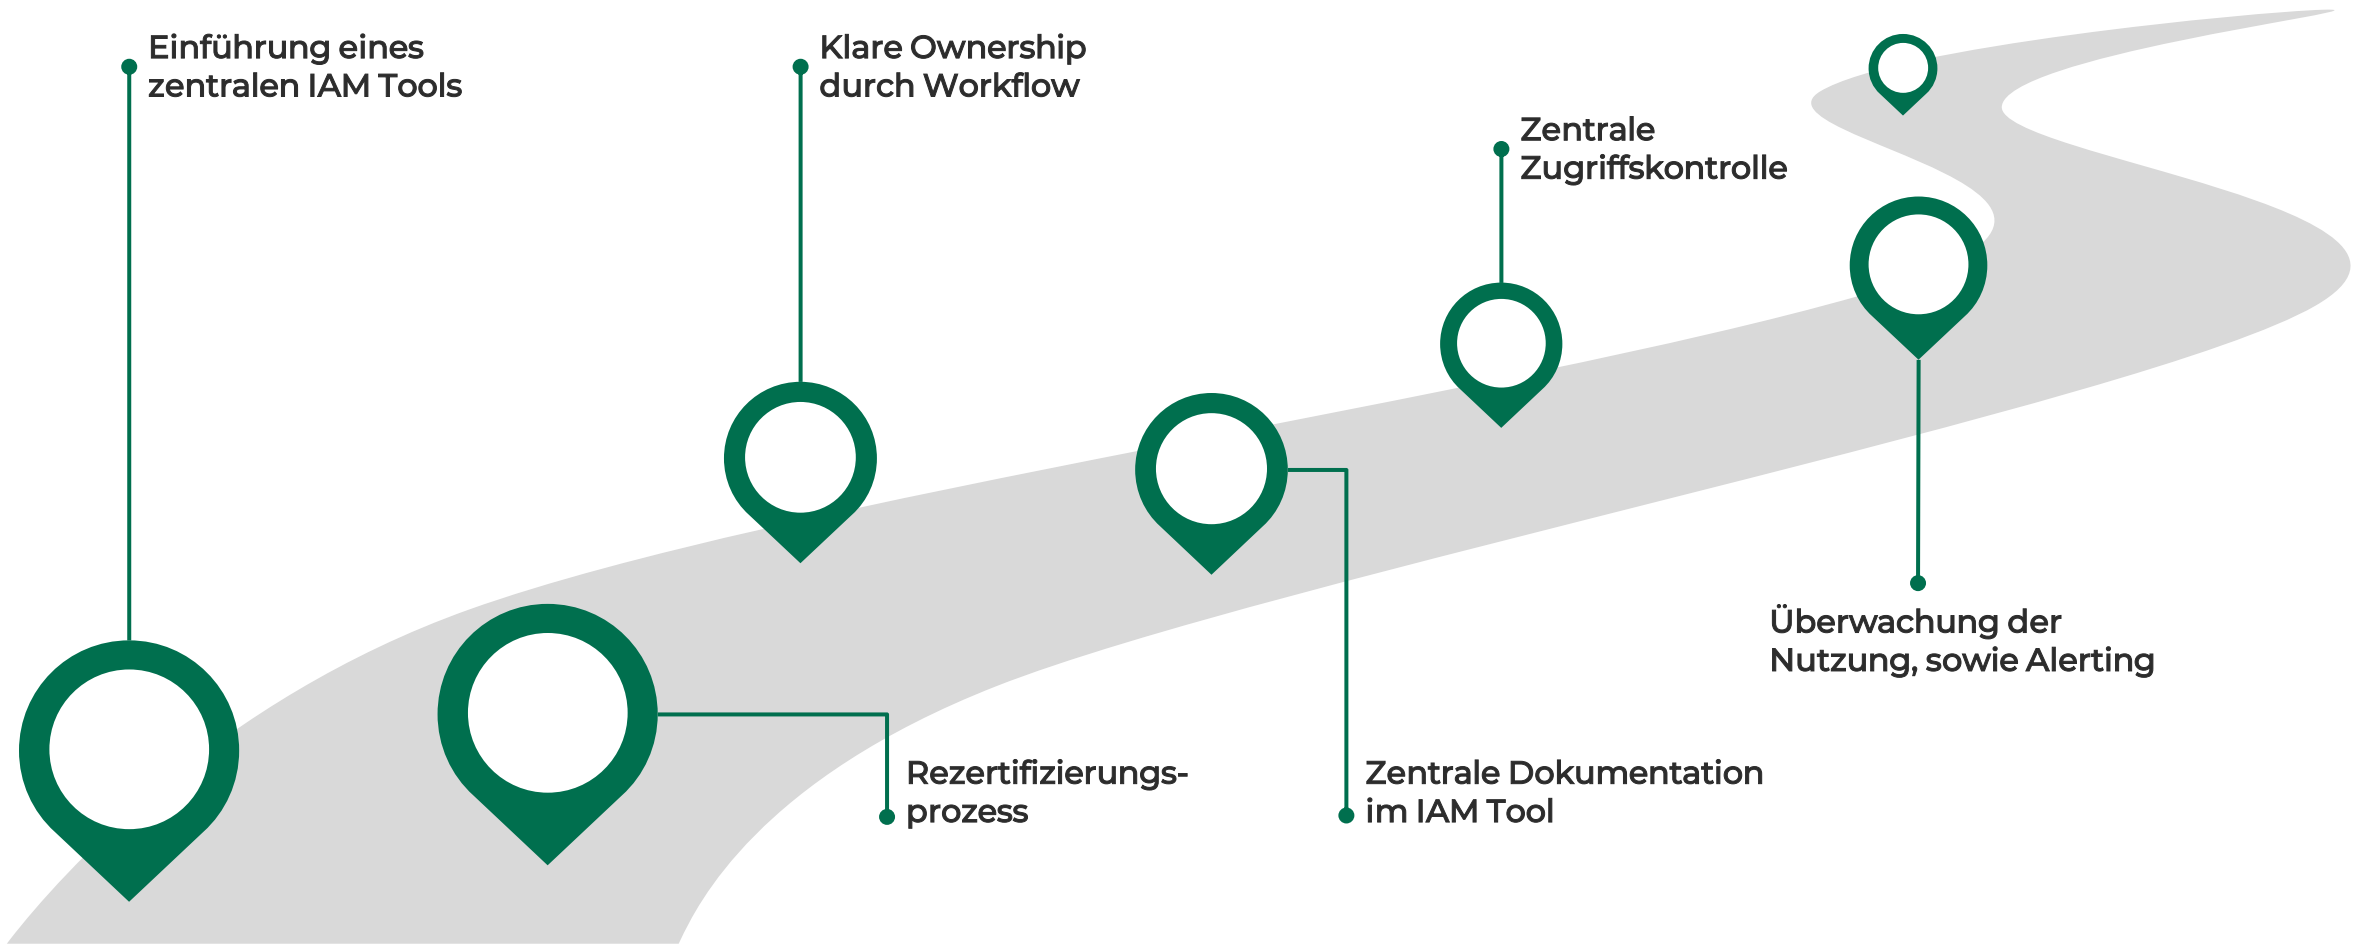 Einführung eines
zentralen IAM Tools
Klare Ownership
durch Workflow
Zentrale
Zugriffskontrolle
Überwachung der
Nutzung, sowie Alerting
Rezertifizierungs-
prozess
Zentrale Dokumentation
im IAM Tool